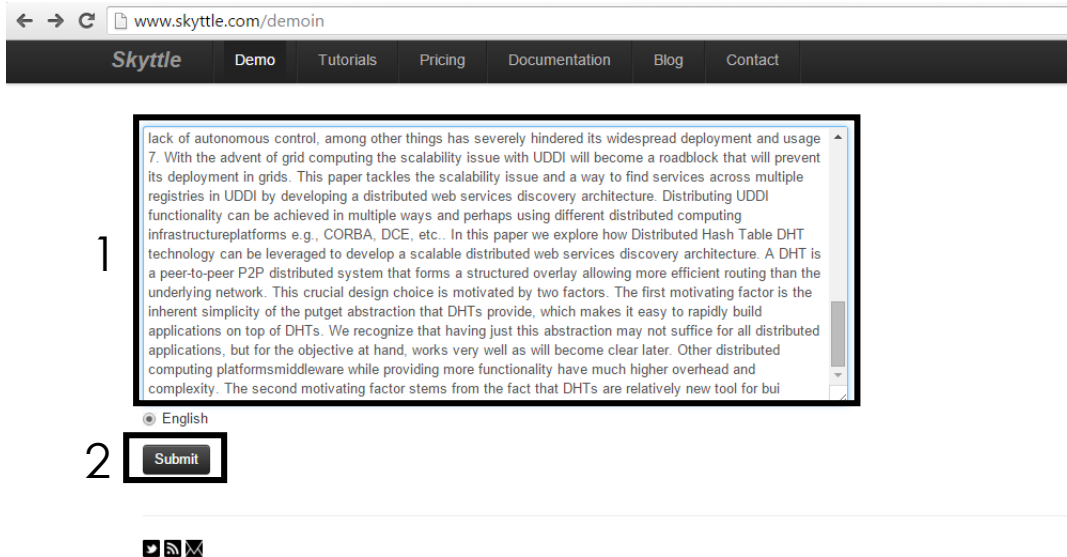 www.skyttle.com/demoin
Skyttle Demo Tutorials Pricing Documentation Blog Contact
lack of autonomous control, among other things has severely hindered its widespread deployment and usage
7. With the advent of grid computing the scalability issue with UDDI will become a roadblock that will prevent
its deployment in grids. This paper tackles the scalability issue and a way to find services across multiple
registries in UDDI by developing a distributed web services discovery architecture. Distributing UDDI
functionality can be achieved in multiple ways and perhaps using different distributed computing
infrastructureplatforms e.g., CORBA, DCE, etc.. In this paper we explore how Distributed Hash Table DHT
technology can be leveraged to develop a scalable distributed web services discovery architecture. A DHT is
a peer-to-peer P2P distributed system that forms a structured overlay allowing more efficient routing than the
underlying network. This crucial design choice is motivated by two factors. The first motivating factor is the
inherent simplicity of the putget abstraction that DHTs provide, which makes it easy to rapidly build
applications on top of DHTs. We recognize that having just this abstraction may not suffice for all distributed
applications, but for the objective at hand, works very well as will become clear later. Other distributed
computing platformsmiddleware while providing more functionality have much higher overhead and
complexity. The second motivating factor stems from the fact that DHTs are relatively new tool for bui
1
English
2
Submit